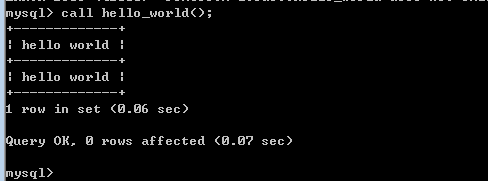 mysql> call hello_world();
+-------------+
| hello world |
+-------------+
| hello world |
+-------------+
1 row in set (0.06 sec)
Query OK, 0 rows affected (0.07 sec)
mysql>